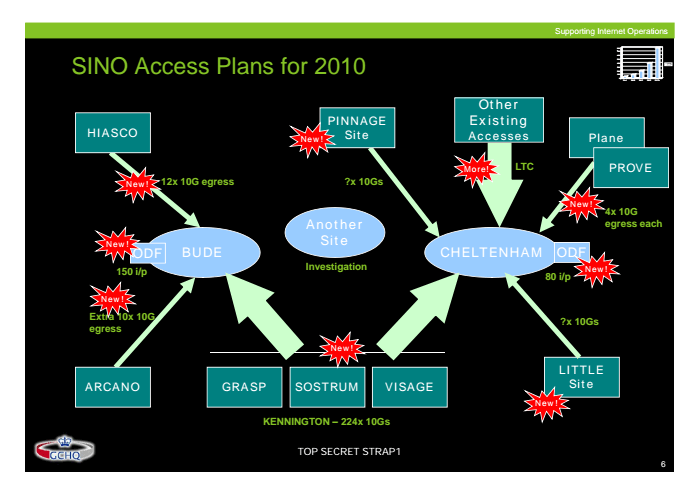 Supporting Internet Operations
SINO Access Plans for 2010
HIASCO
New!
12x 10G egress
New!
PINNAGE
Site
?x 10Gs
Other
Existing
Accesses
More!
LTC
Plane
PROVE
New!
4x 10G
egress each
New!
ODF
BUDE
150 i/p
Another
Site
Investigation
CHELTENHAM
ODF
80 i/p
New!
New!
Extra 10x 10G
egress
?x 10Gs
New!
ARCANO
GRASP
SOSTRUM
VISAGE
LITTLE
Site
New!
KENNINGTON – 224x 10Gs
GCHQ
TOP SECRET STRAP1
6